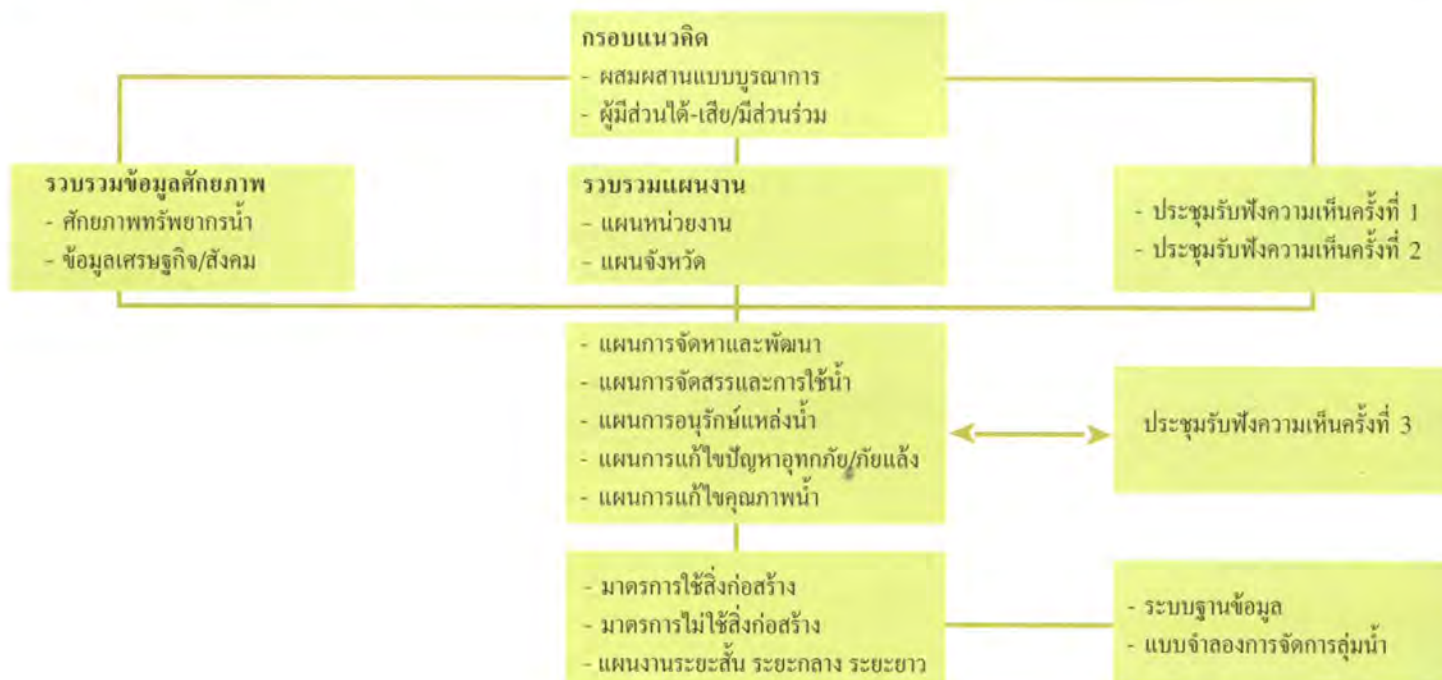 กรอบแนวคิด
- ผสมผสานแบบบูรณาการ
- ผู้มีส่วนได้-เสีย/มีส่วนร่วม
รวบรวมข้อมูลศักยภาพ
- ศักยภาพทรัพยากรน้ำ
- ข้อมูลเศรษฐกิจ/สังคม
รวบรวมแผนงาน
- แผนหน่วยงาน
- แผนจังหวัด
- ประชุมรับฟังความเห็นครั้งที่ 1
- ประชุมรับฟังความเห็นครั้งที่ 2
- แผนการจัดหาและพัฒนา
- แผนการจัดสรรและการใช้น้ำ
- แผนการอนุรักษ์แหล่งน้ำ
- แผนการแก้ไขปัญหาอุทกภัย/ภัยแล้ง
- แผนการแก้ไขคุณภาพน้ำ
ประชุมรับฟังความเห็นครั้งที่ 3
- มาตรการใช้สิ่งก่อสร้าง
- มาตรการไม่ใช้สิ่งก่อสร้าง
- แผนงานระยะสั้น ระยะกลาง ระยะยาว
- ระบบฐานข้อมูล
- แบบจำลองการจัดการลุ่มน้ำ